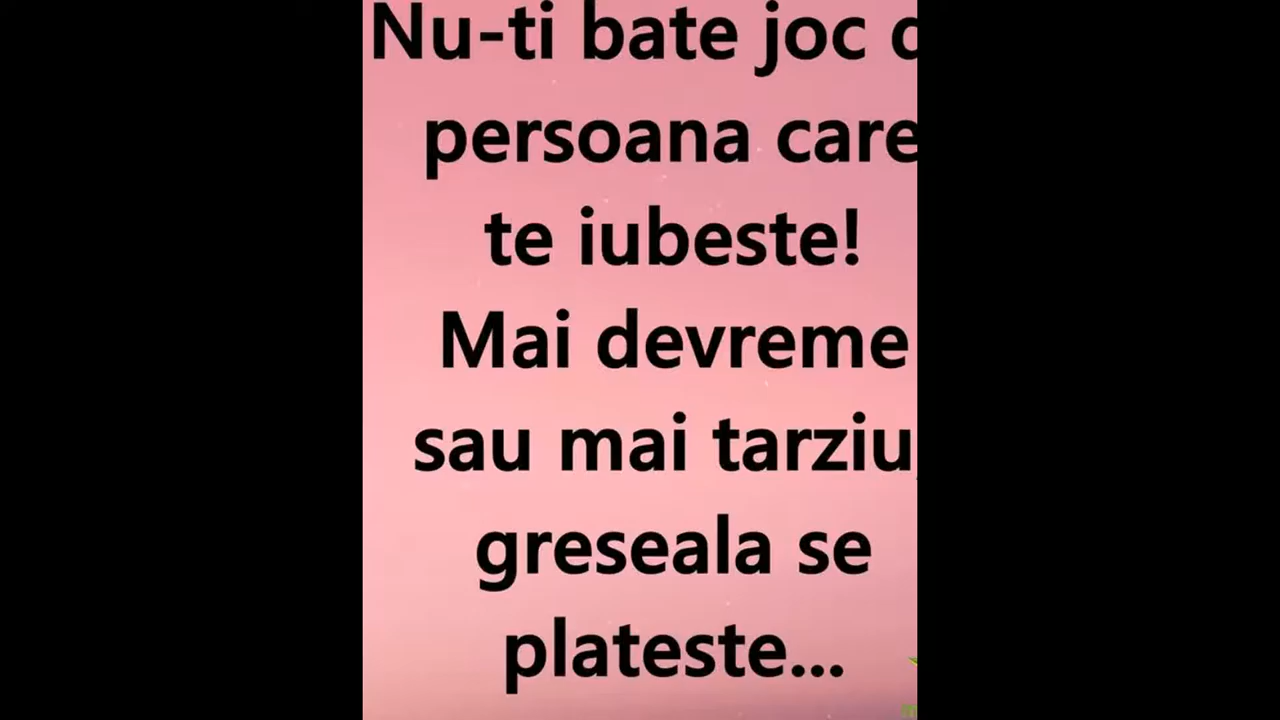 Nu-ti bate joc
persoana care
te iubeste!
Mai devreme
sau mai tarziu,
greseala se
plateste...